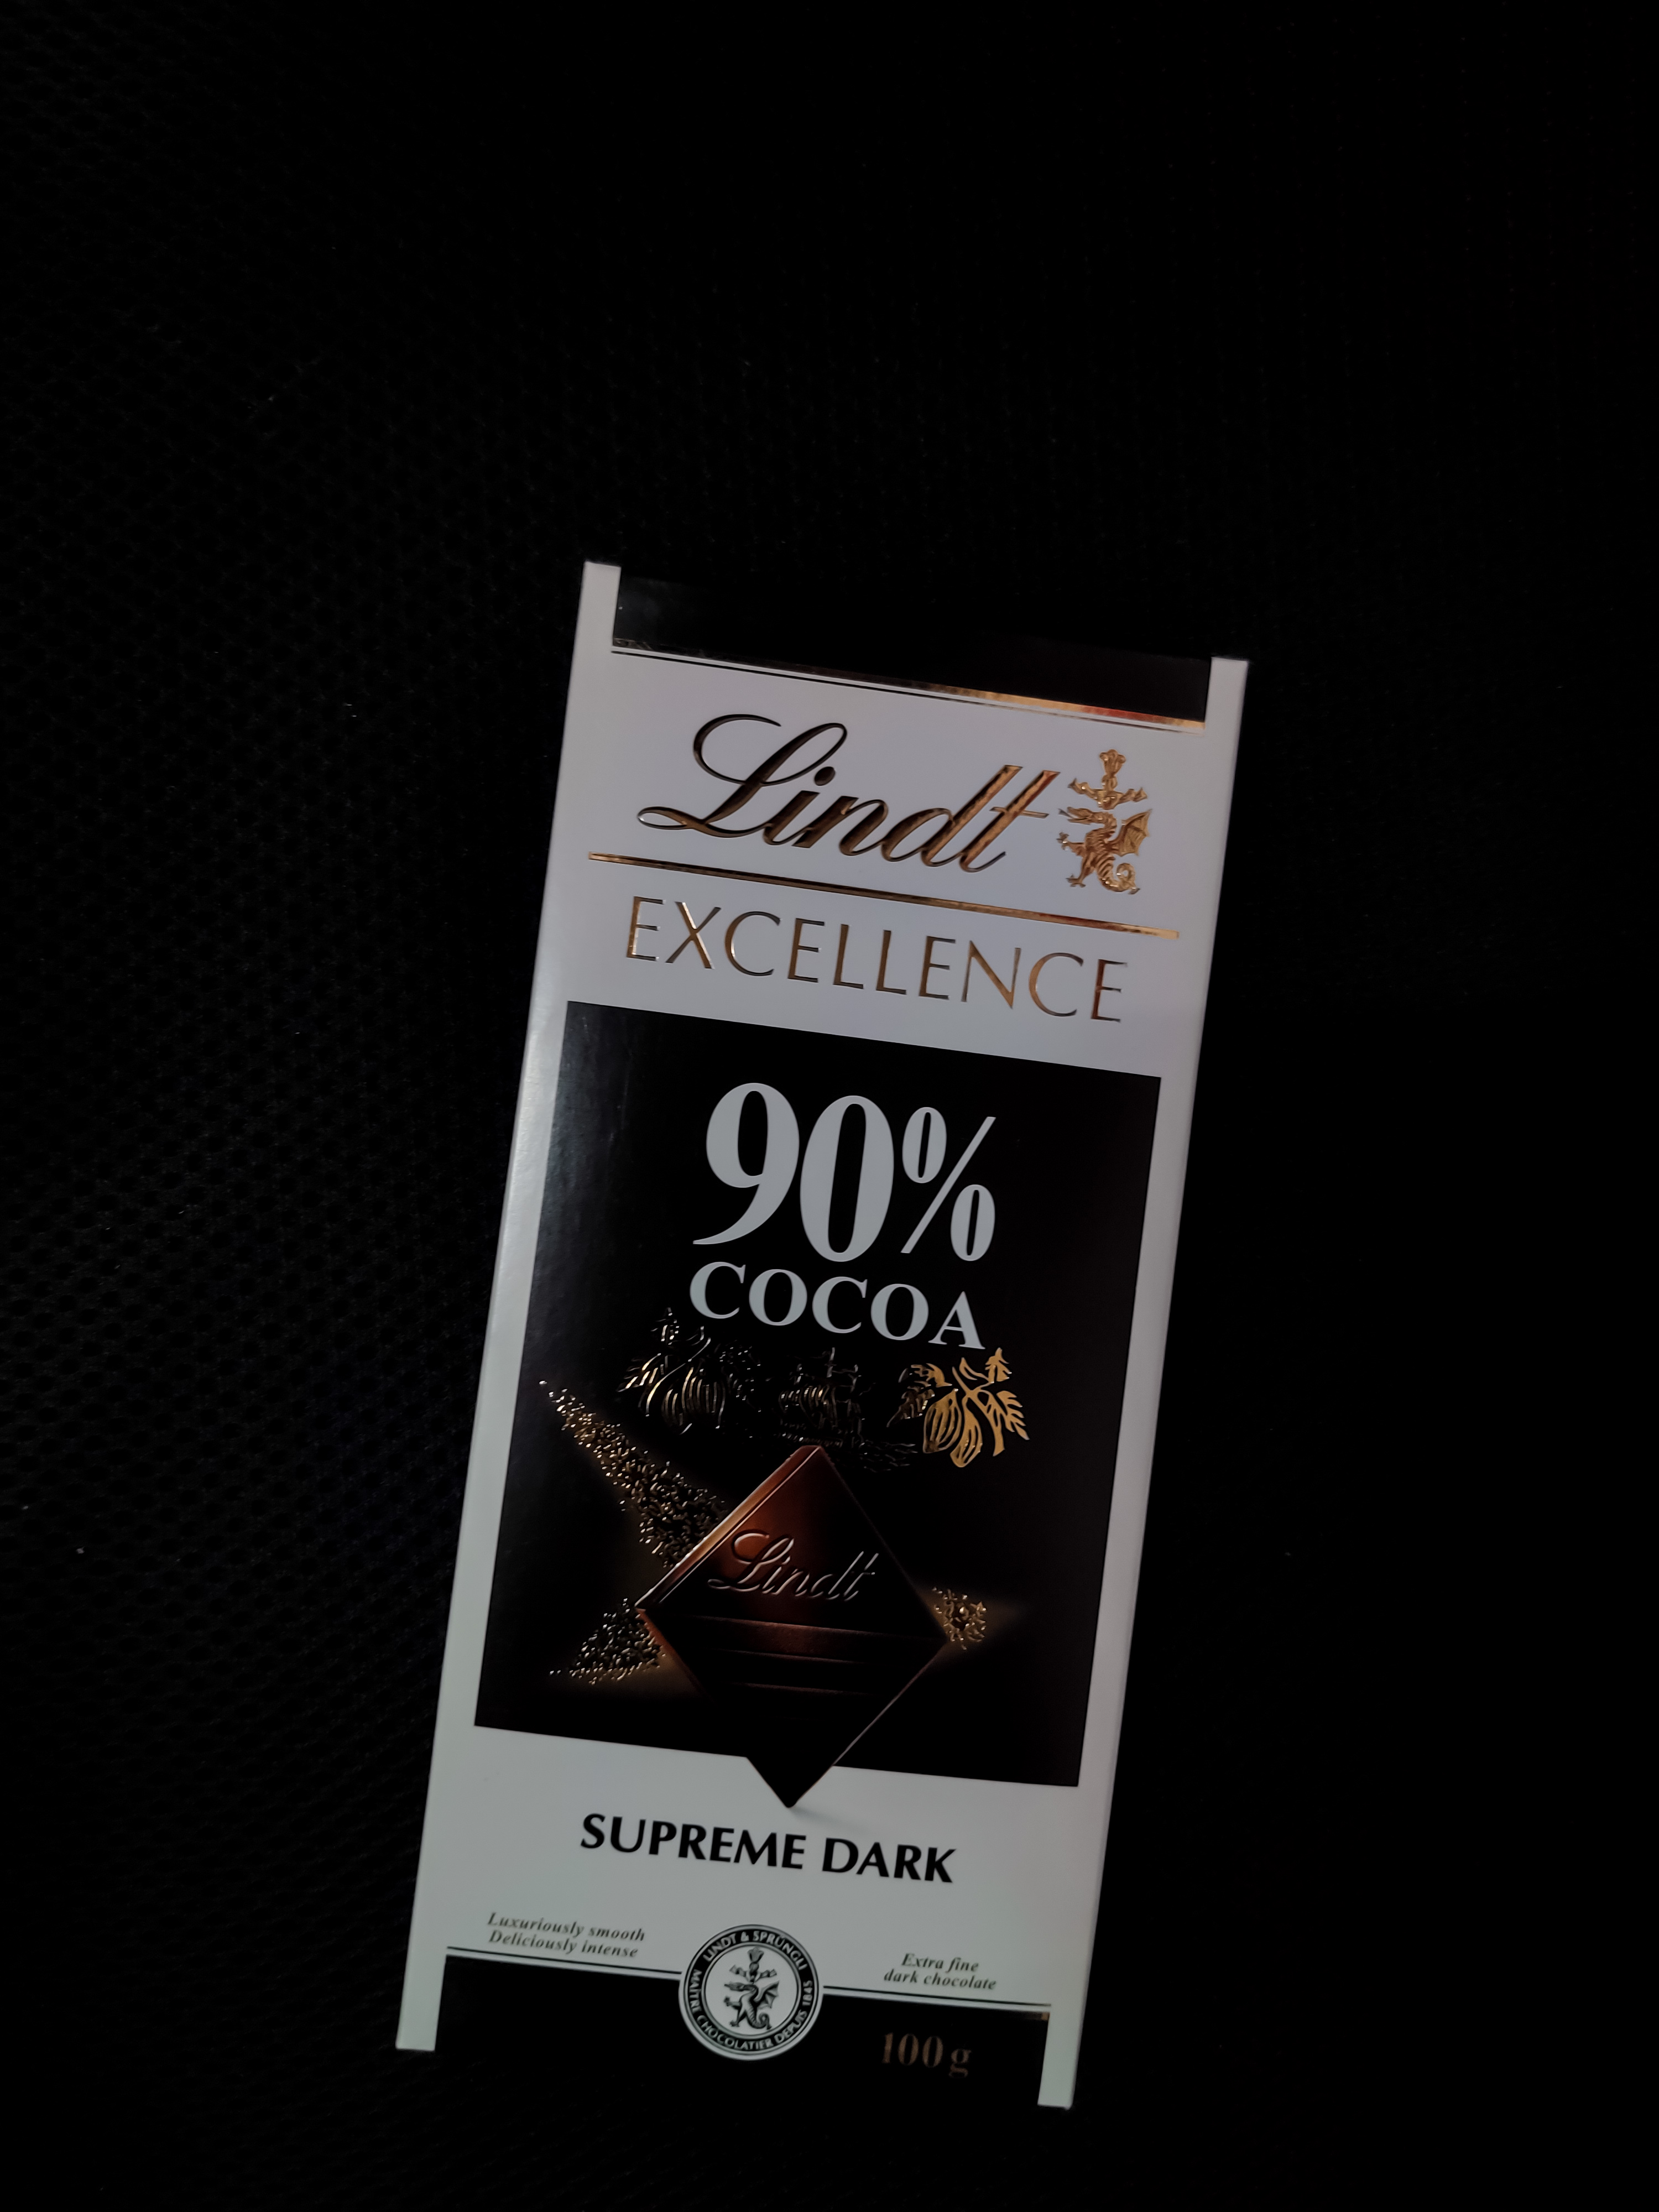 Lindt
EXCELLENCE
90%
COCOA
Lindt
SUPREME DARK
Luxuriously smooth
Deliciously intense
Extra fine
dark chocolate
LINDT & SPRÜNGLI
MAÎTRE CHOCOLATIER DEPUIS 1845
100 g